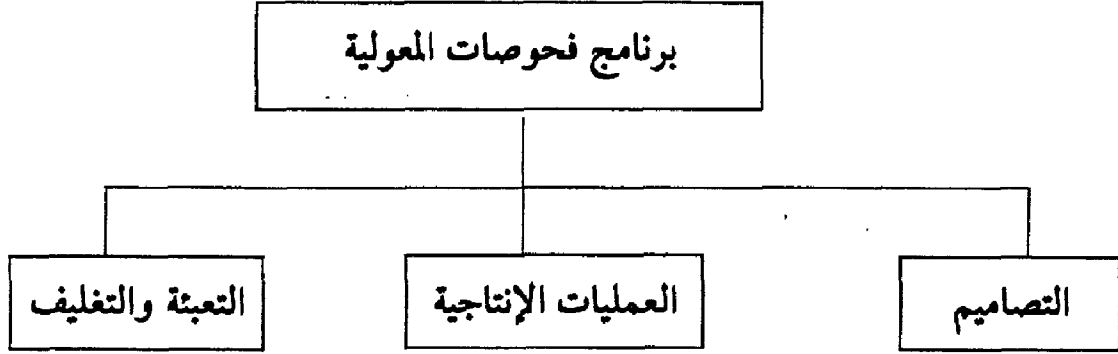 برنامج فحوصات المعولية
التصاميم
العمليات الإنتاجية
التعبئة والتغليف